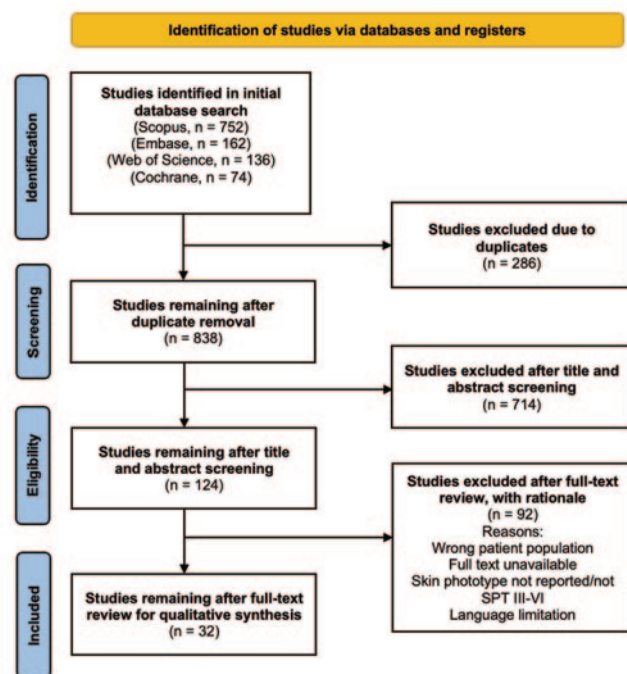 Identification of studies via databases and registers
Identification
Studies identified in initial
database search
(Scopus, n = 752)
(Embase, n = 162)
(Web of Science, n = 136)
(Cochrane, n = 74)
Studies excluded due to
duplicates
(n = 286)
Screening
Studies remaining after
duplicate removal
(n = 838)
Studies excluded after title and
abstract screening
(n = 714)
Eligibility
Studies remaining after title
and abstract screening
(n = 124)
Studies excluded after full-text
review, with rationale
(n = 92)
Reasons:
Wrong patient population
Full text unavailable
Skin phototype not reported/not
SPT III-VI
Language limitation
Included
Studies remaining after full-text
review for qualitative synthesis
(n = 32)